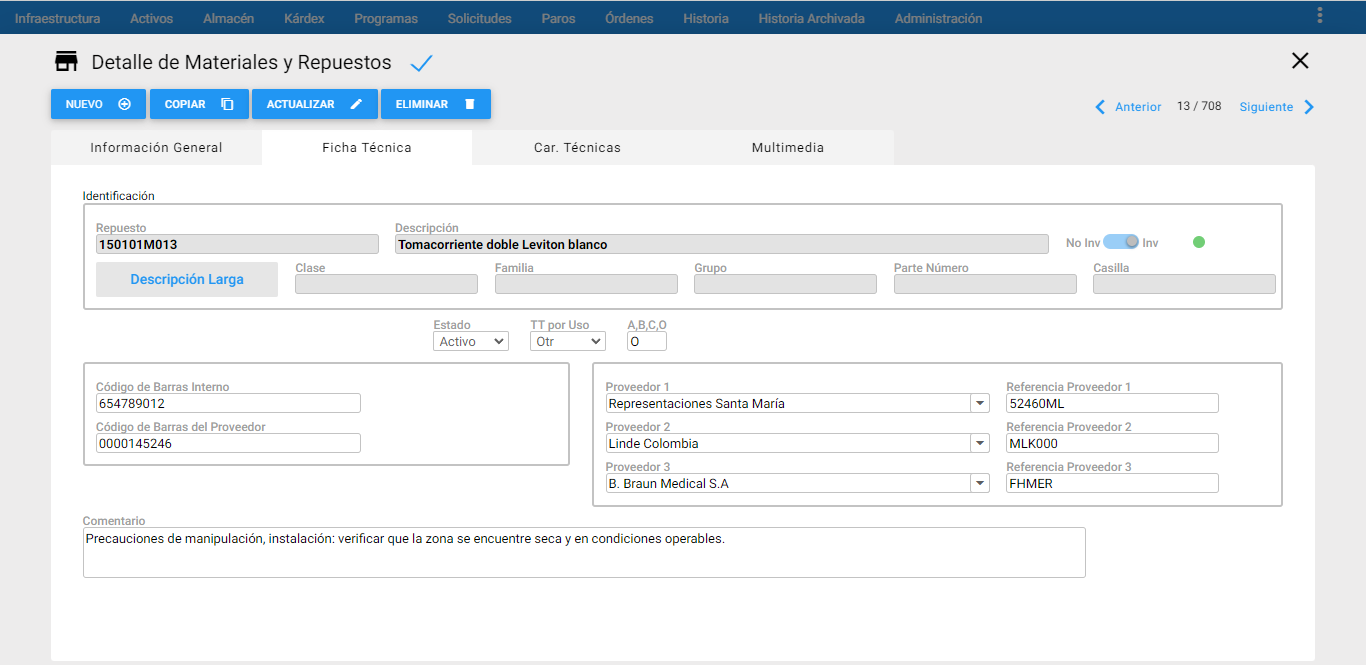 Infraestructura Activos Almacén Kárdex Programas Solicitudes Paros Órdenes Historia Historia Archivada Administración
Detalle de Materiales y Repuestos
NUEVO COPIAR ACTUALIZAR ELIMINAR
Anterior 13 / 708 Siguiente
Información General Ficha Técnica Car. Técnicas Multimedia
Identificación
Repuesto Descripción
150101M013 Tomacorriente doble Leviton blanco No Inv Inv
Descripción Larga Clase Familia Grupo Parte Número Casilla
Estado TT por Uso A,B,C,O
Activo Otr O
Código de Barras Interno
654789012
Código de Barras del Proveedor
0000145246
Proveedor 1 Referencia Proveedor 1
Representaciones Santa María 52460ML
Proveedor 2 Referencia Proveedor 2
Linde Colombia MLK000
Proveedor 3 Referencia Proveedor 3
B. Braun Medical S.A FHMER
Comentario
Precauciones de manipulación, instalación: verificar que la zona se encuentre seca y en condiciones operables.